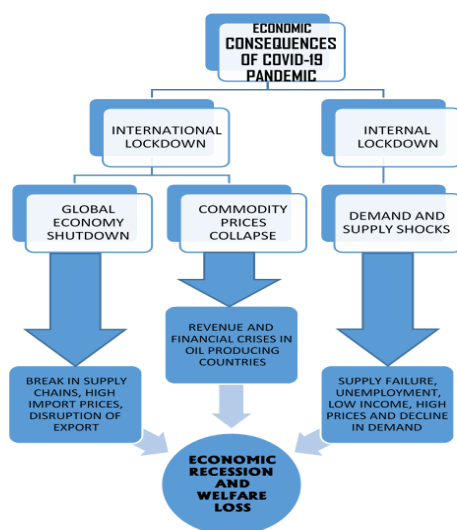 ECONOMIC
CONSEQUENCES
OF COVID-19
PANDEMIC
INTERNATIONAL
LOCKDOWN
INTERNAL
LOCKDOWN
GLOBAL
ECONOMY
SHUTDOWN
COMMODITY
PRICES
COLLAPSE
DEMAND AND
SUPPLY SHOCKS
REVENUE AND
FINANCIAL CRISES IN
OIL PRODUCING
COUNTRIES
BREAK IN SUPPLY
CHAINS, HIGH
IMPORT PRICES,
DISRUPTION OF
EXPORT
SUPPLY FAILURE,
UNEMPLOYMENT,
LOW INCOME, HIGH
PRICES AND DECLINE
IN DEMAND
ECONOMIC
RECESSION
AND
WELFARE
LOSS